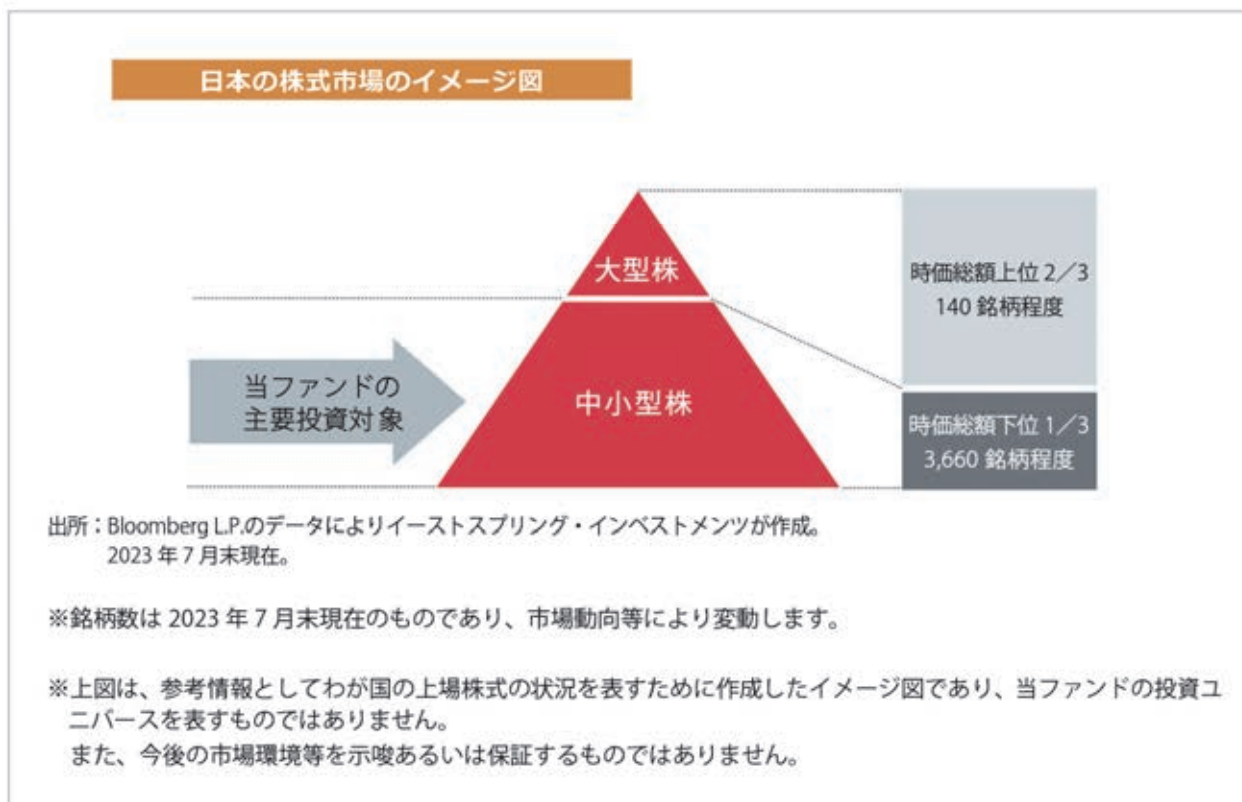 日本の株式市場のイメージ図
大型株
時価総額上位 2／3
140 銘柄程度
当ファンドの
主要投資対象
中小型株
時価総額下位 1／3
3,660 銘柄程度
出所：Bloomberg L.P.のデータによりイーストスプリング・インベストメンツが作成。
2023 年 7 月末現在。
※銘柄数は 2023 年 7 月末現在のものであり、市場動向等により変動します。
※上図は、参考情報としてわが国の上場株式の状況を表すために作成したイメージ図であり、当ファンドの投資ユ
ニバースを表すものではありません。
また、今後の市場環境等を示唆あるいは保証するものではありません。